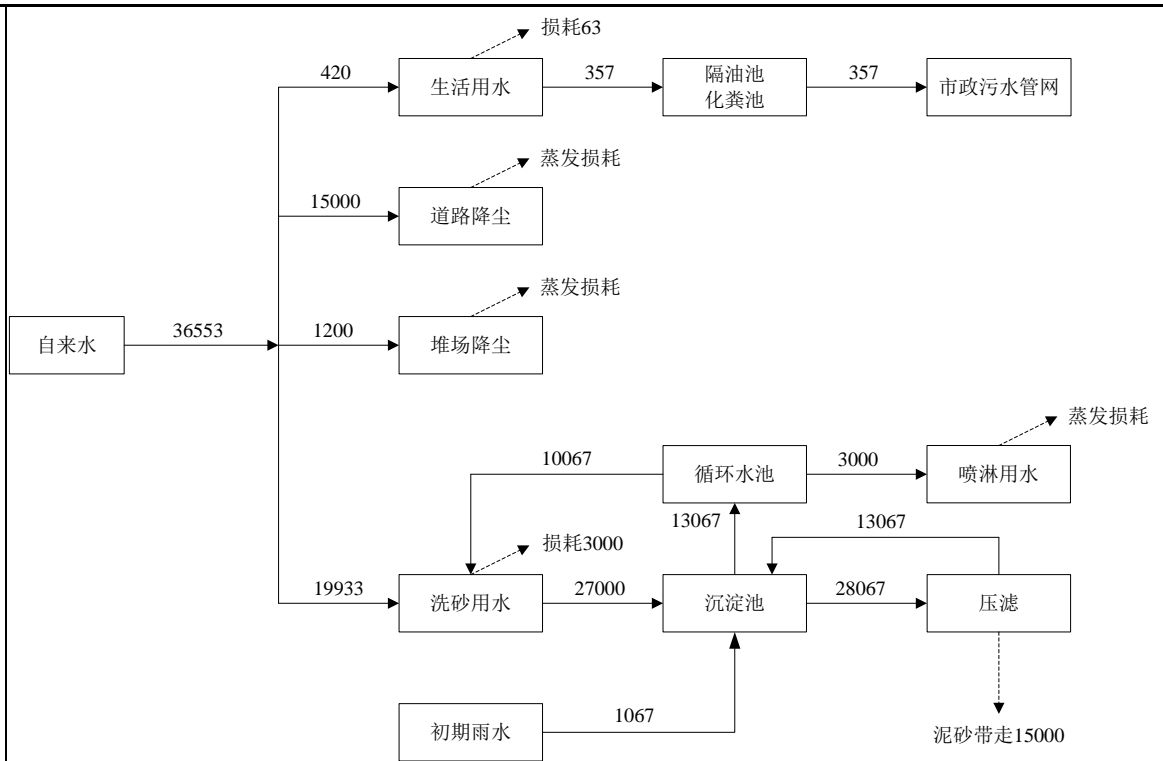 损耗63
420
生活用水
357
隔油池
化粪池
357
市政污水管网
蒸发损耗
15000
道路降尘
蒸发损耗
自来水
36553
1200
堆场降尘
蒸发损耗
10067
循环水池
3000
喷淋用水
13067
13067
损耗3000
19933
洗砂用水
27000
沉淀池
28067
压滤
初期雨水
1067
泥砂带走15000